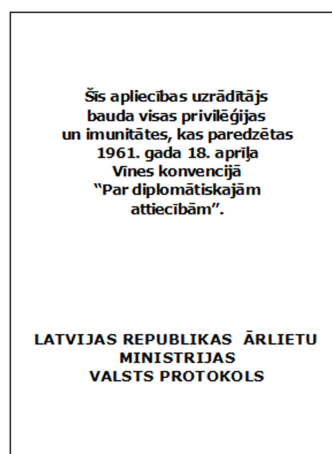 Šīs apliecības uzrādītājs
bauda visas privilēģijas
un imunitātes, kas paredzētas
1961. gada 18. aprīļa
Vīnes konvencijā
“Par diplomātiskajām
attiecībām”.
LATVIJAS REPUBLIKAS ĀRLIETU
MINISTRIJAS
VALSTS PROTOKOLS